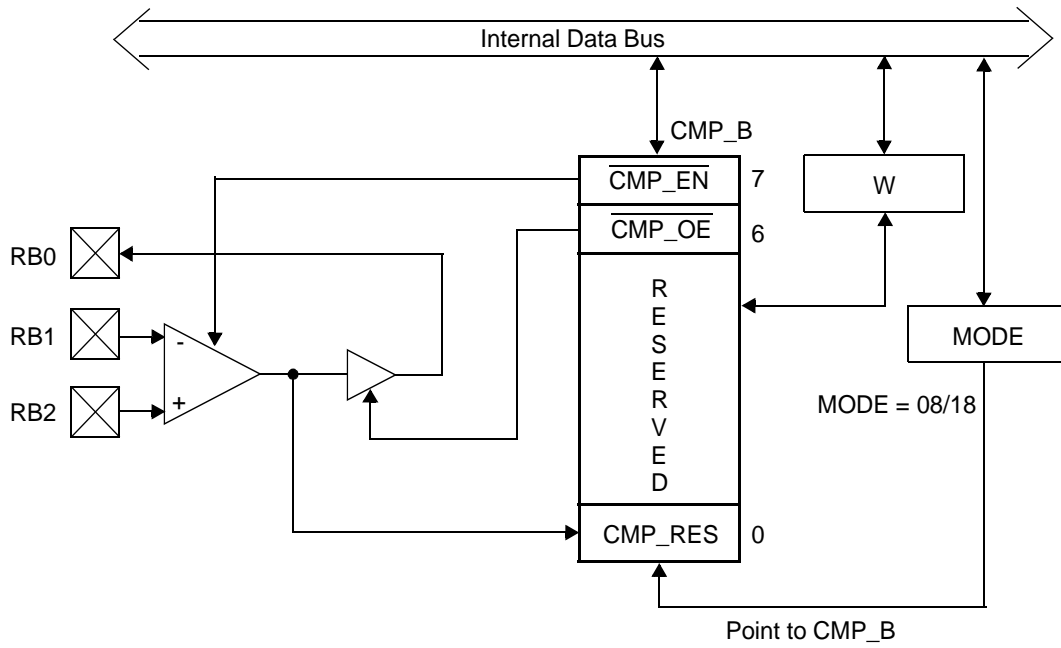 Internal Data Bus
CMP_B
CMP_EN 7
W
CMP_OE 6
RB0
RESERVED
RB1
-
MODE
RB2
+
MODE = 08/18
CMP_RES 0
Point to CMP_B